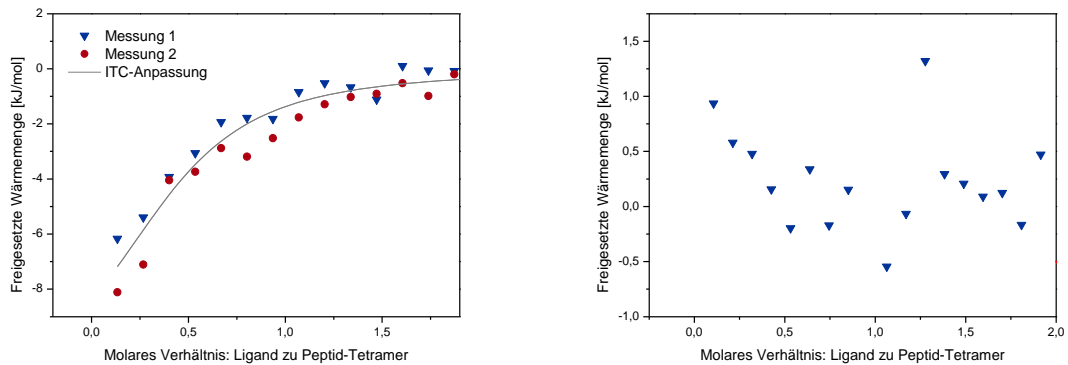 2
0
-2
-4
-6
-8
Freigesetzte Wärmemenge [kJ/mol]
Messung 1
Messung 2
ITC-Anpassung
0,0 0,5 1,0 1,5
Molares Verhältnis: Ligand zu Peptid-Tetramer
1,5
1,0
0,5
0,0
-0,5
-1,0
Freigesetzte Wärmemenge [kJ/mol]
0,0 0,5 1,0 1,5 2,0
Molares Verhältnis: Ligand zu Peptid-Tetramer